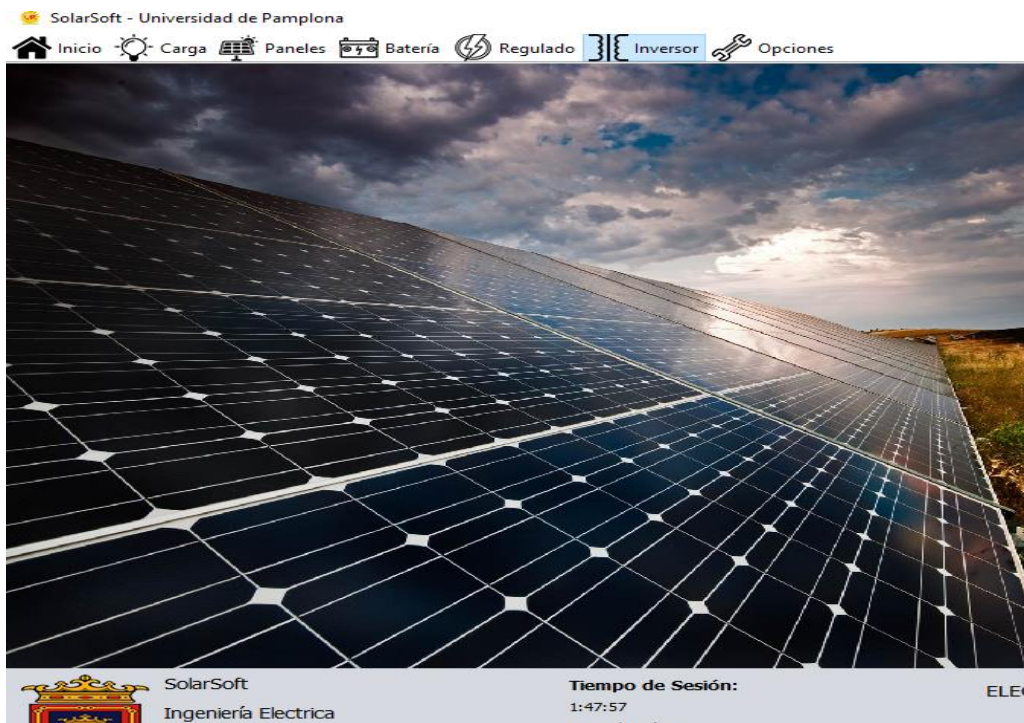 SolarSoft - Universidad de Pamplona
Inicio Carga Paneles Batería Regulado Inversor Opciones
SolarSoft
Ingeniería Electrica
Tiempo de Sesión:
1:47:57